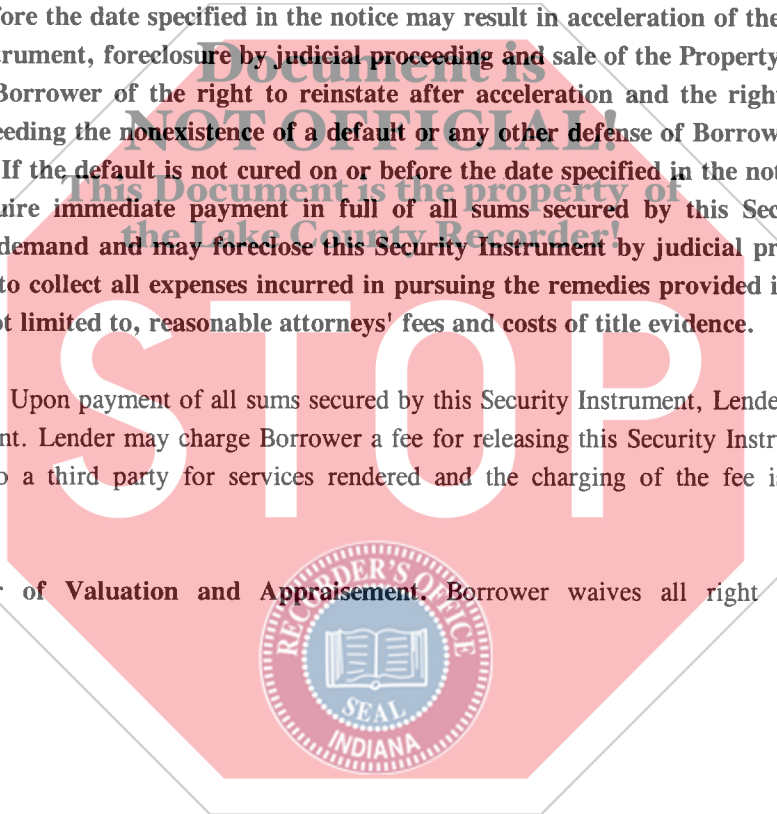 fore the date specified in the notice may result in acceleration of the
trument, foreclosure by judicial proceeding and sale of the Property
Document is
Borrower of the right to reinstate after acceleration and the right
NOT OFFICIAL!
eeding the nonexistence of a default or any other defense of Borrow
If the default is not cured on or before the date specified in the not
This Document is the property of
uire immediate payment in full of all sums secured by this Sec
the Lake County Recorder!
demand and may foreclose this Security Instrument by judicial pr
to collect all expenses incurred in pursuing the remedies provided i
ot limited to, reasonable attorneys' fees and costs of title evidence.
STOP
Upon payment of all sums secured by this Security Instrument, Lende
nt. Lender may charge Borrower a fee for releasing this Security Instr
o a third party for services rendered and the charging of the fee is
r of Valuation and Appraisement. Borrower waives all right
RECORDER'S OFFICE
SEAL
INDIANA